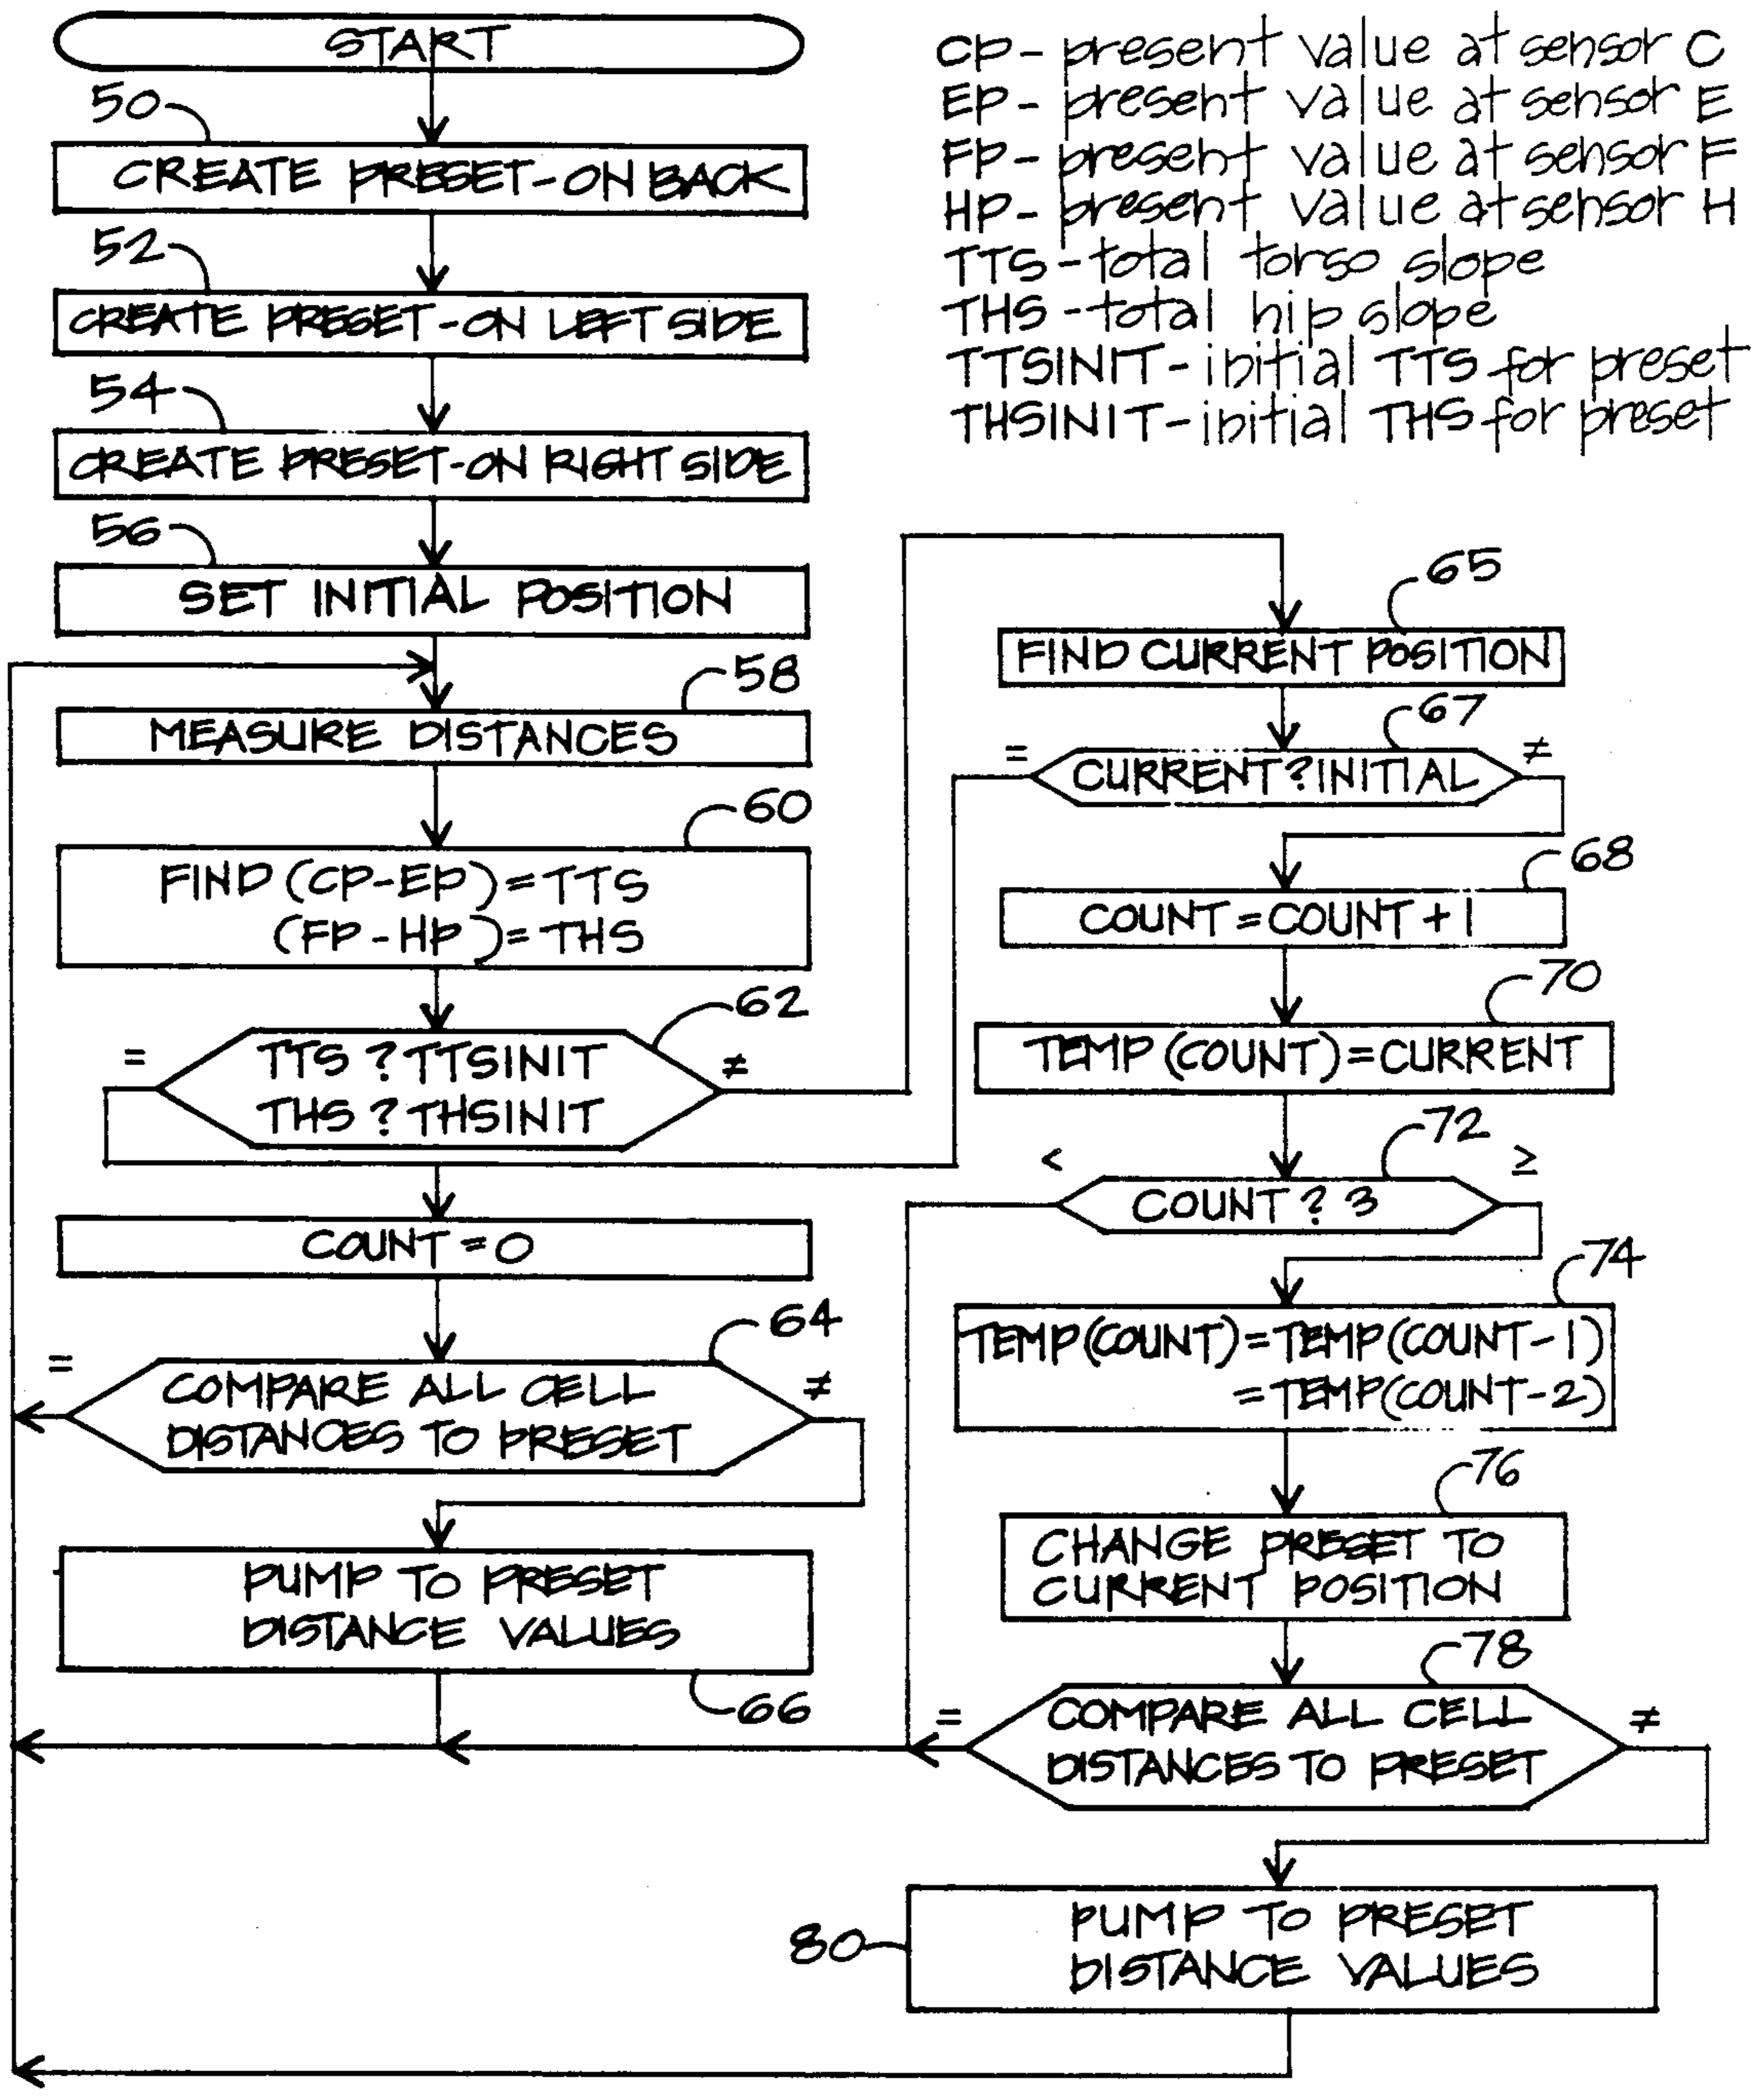 START
50
CREATE PRESET-ON BACK
52
CREATE PRESET-ON LEFT SIDE
54
CREATE PRESET-ON RIGHT SIDE
56
SET INITIAL POSITION
58
MEASURE DISTANCES
60
FIND (CP-EP)=TTS
(FP-HP)=THS
62
= ≠
TTS ? TTSINIT
THS ? THSINIT
COUNT = 0
64
= ≠
COMPARE ALL CELL
DISTANCES TO PRESET
PUMP TO PRESET
DISTANCE VALUES
66
CP- present value at sensor C
EP- present value at sensor E
FP- present value at sensor F
HP- present value at sensor H
TTS-total torso slope
THS-total hip slope
TTSINIT-initial TTS for preset
THSINIT-initial THS for preset
65
FIND CURRENT POSITION
67
= ≠
CURRENT?INITIAL
68
COUNT=COUNT+1
70
TEMP(COUNT)=CURRENT
72
< ≥
COUNT ? 3
74
TEMP(COUNT)=TEMP(COUNT-1)
=TEMP(COUNT-2)
76
CHANGE PRESET TO
CURRENT POSITION
78
= ≠
COMPARE ALL CELL
DISTANCES TO PRESET
80
PUMP TO PRESET
DISTANCE VALUES